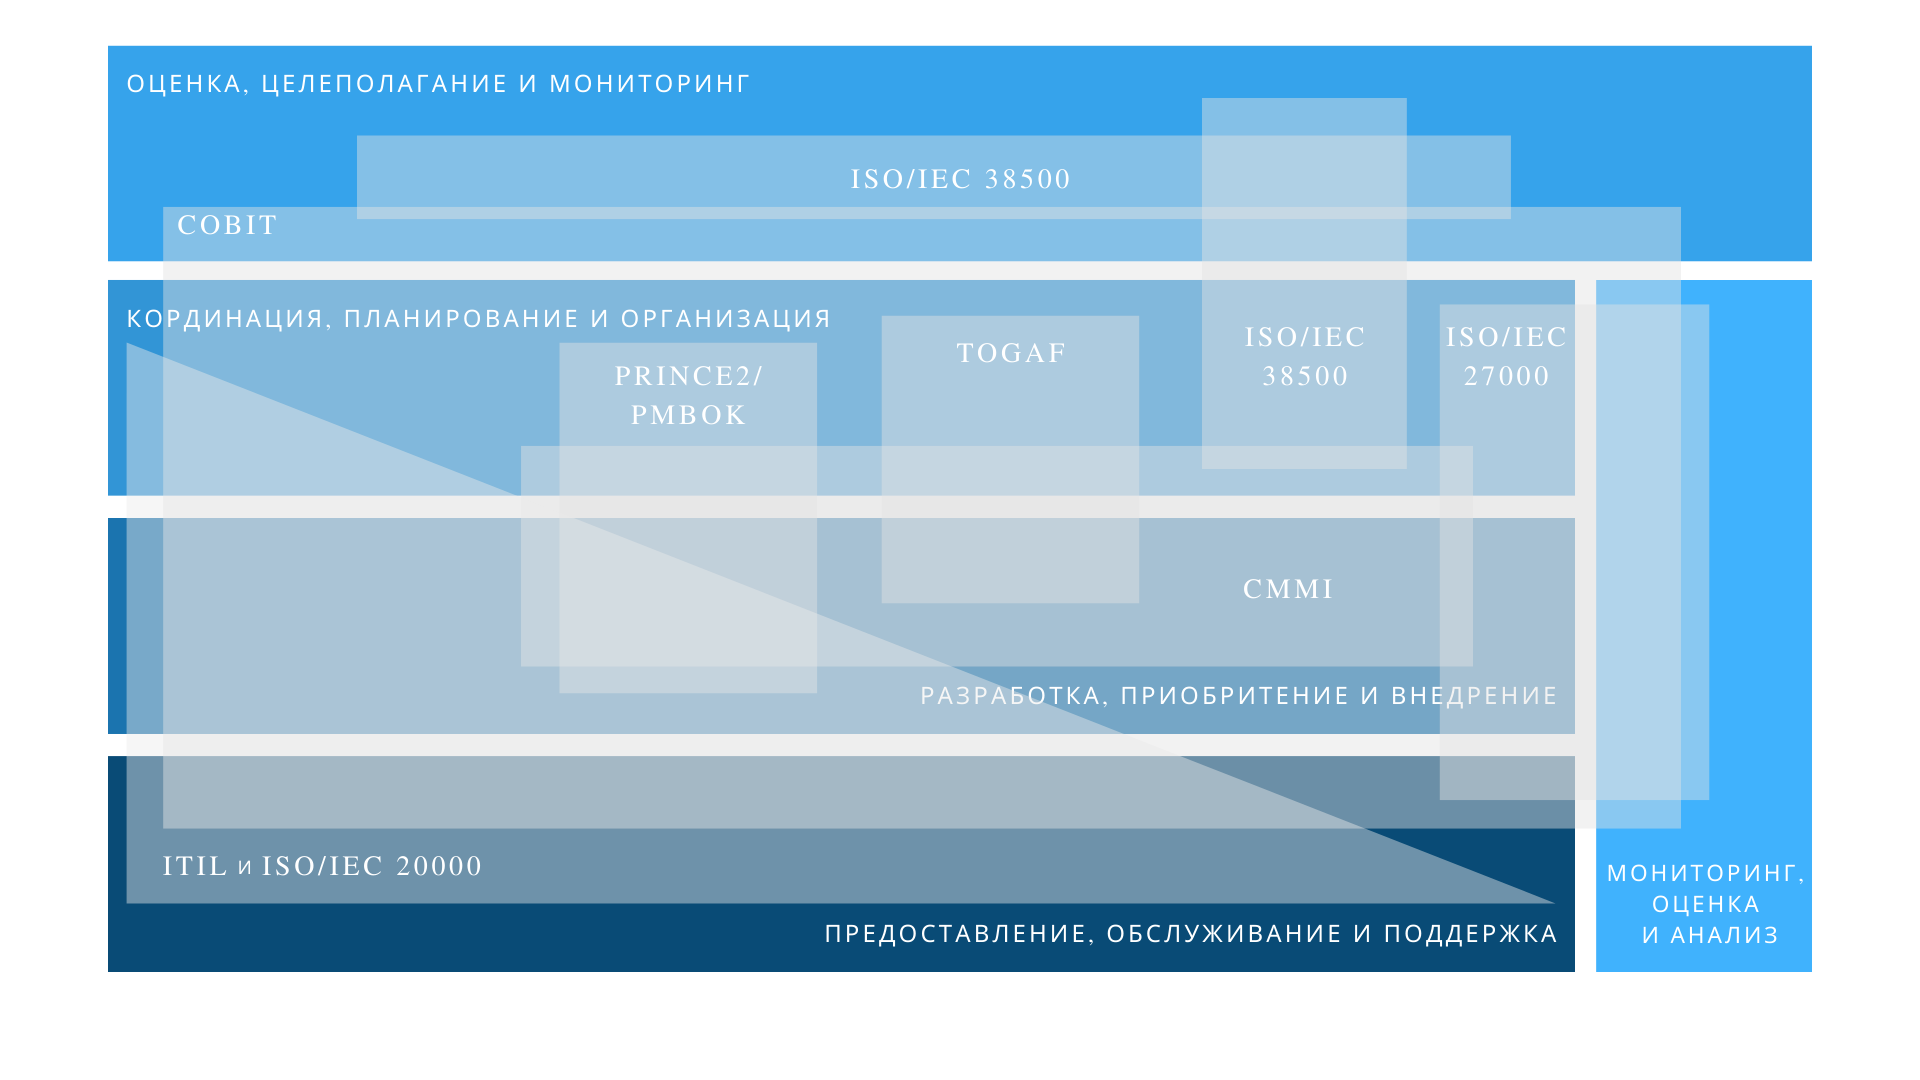 ОЦЕНКА, ЦЕЛЕПОЛАГАНИЕ И МОНИТОРИНГ
ISO/IEC 38500
COBIT
КОРДИНАЦИЯ, ПЛАНИРОВАНИЕ И ОРГАНИЗАЦИЯ
PRINCE2/
PMBOK
TOGAF
ISO/IEC
38500
ISO/IEC
27000
CMMI
РАЗРАБОТКА, ПРИОБРИТЕНИЕ И ВНЕДРЕНИЕ
ITIL И ISO/IEC 20000
ПРЕДОСТАВЛЕНИЕ, ОБСЛУЖИВАНИЕ И ПОДДЕРЖКА
МОНИТОРИНГ,
ОЦЕНКА
И АНАЛИЗ